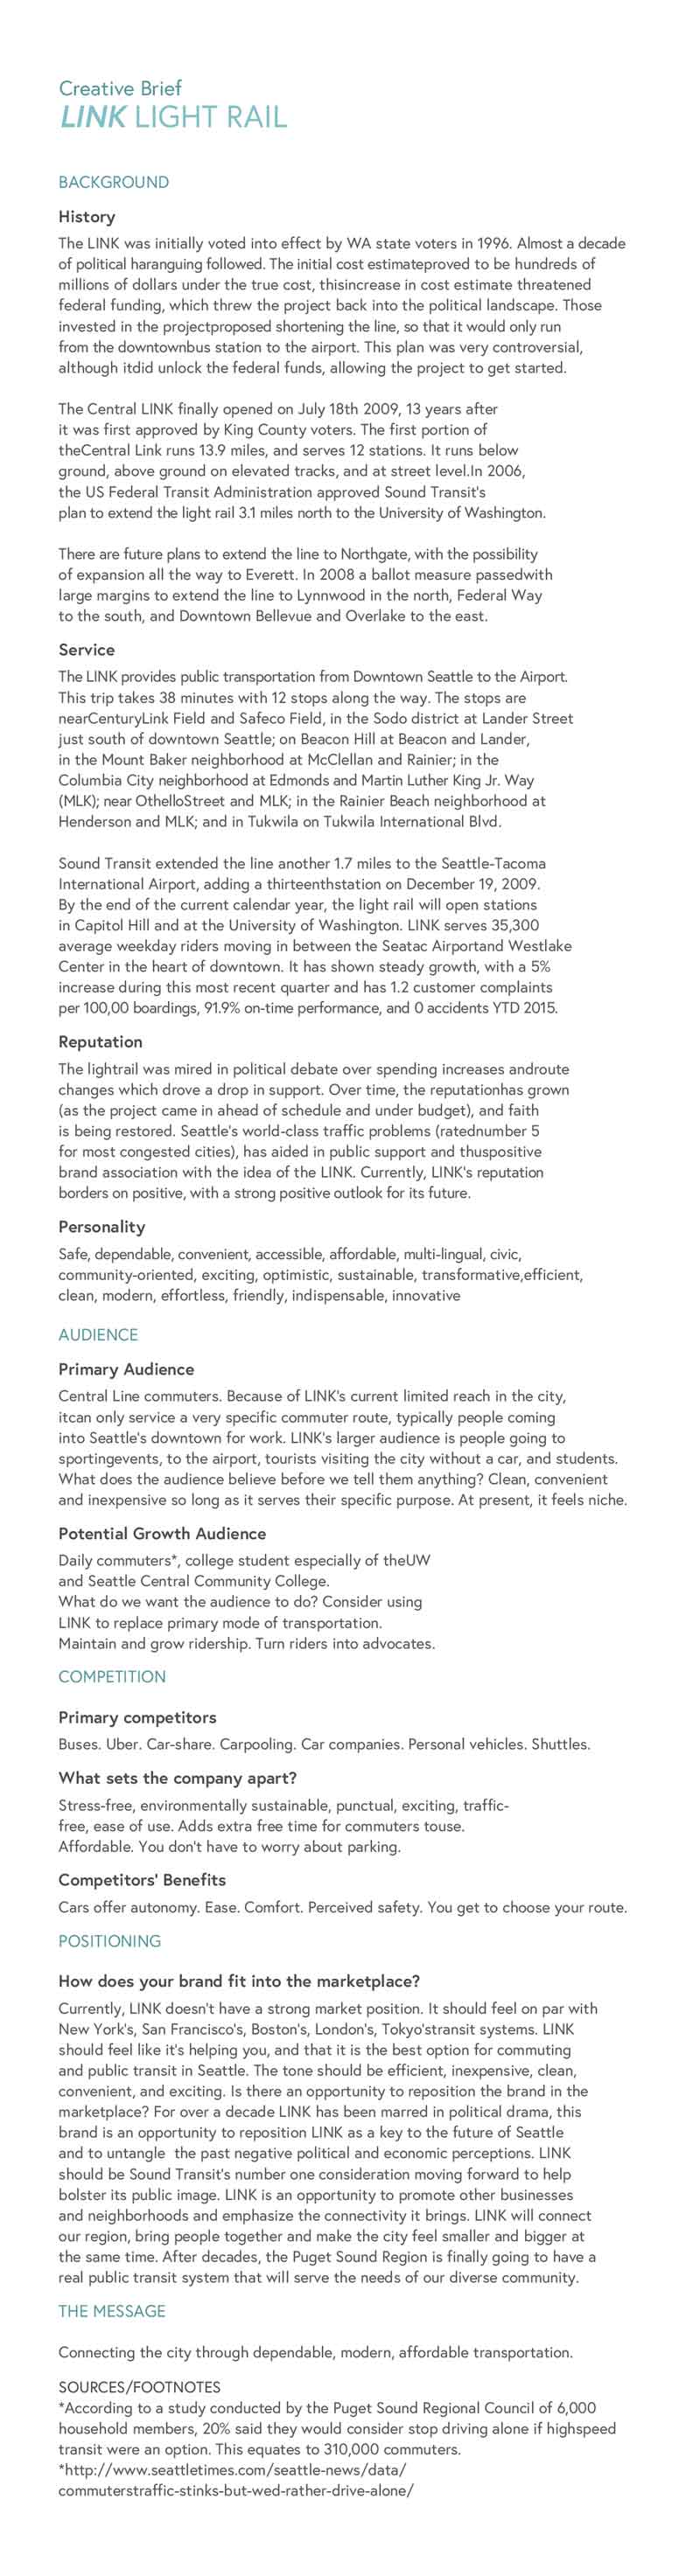 Creative Brief
LINK LIGHT RAIL
BACKGROUND
History
The LINK was initially voted into effect by WA state voters in 1996. Almost a decade
of political haranguing followed. The initial cost estimateproved to be hundreds of
millions of dollars under the true cost, thisincrease in cost estimate threatened
federal funding, which threw the project back into the political landscape. Those
invested in the projectproposed shortening the line, so that it would only run
from the downtownbus station to the airport. This plan was very controversial,
although itdid unlock the federal funds, allowing the project to get started.
The Central LINK finally opened on July 18th 2009, 13 years after
it was first approved by King County voters. The first portion of
theCentral Link runs 13.9 miles, and serves 12 stations. It runs below
ground, above ground on elevated tracks, and at street level.In 2006,
the US Federal Transit Administration approved Sound Transit's
plan to extend the light rail 3.1 miles north to the University of Washington.
There are future plans to extend the line to Northgate, with the possibility
of expansion all the way to Everett. In 2008 a ballot measure passedwith
large margins to extend the line to Lynnwood in the north, Federal Way
to the south, and Downtown Bellevue and Overlake to the east.
Service
The LINK provides public transportation from Downtown Seattle to the Airport.
This trip takes 38 minutes with 12 stops along the way. The stops are
nearCenturyLink Field and Safeco Field, in the Sodo district at Lander Street
just south of downtown Seattle; on Beacon Hill at Beacon and Lander,
in the Mount Baker neighborhood at McClellan and Rainier; in the
Columbia City neighborhood at Edmonds and Martin Luther King Jr. Way
(MLK); near OthelloStreet and MLK; in the Rainier Beach neighborhood at
Henderson and MLK; and in Tukwila on Tukwila International Blvd.
Sound Transit extended the line another 1.7 miles to the Seattle-Tacoma
International Airport, adding a thirteenthstation on December 19, 2009.
By the end of the current calendar year, the light rail will open stations
in Capitol Hill and at the University of Washington. LINK serves 35,300
average weekday riders moving in between the Seatac Airportand Westlake
Center in the heart of downtown. It has shown steady growth, with a 5%
increase during this most recent quarter and has 1.2 customer complaints
per 100,00 boardings, 91.9% on-time performance, and 0 accidents YTD 2015.
Reputation
The lightrail was mired in political debate over spending increases androute
changes which drove a drop in support. Over time, the reputationhas grown
(as the project came in ahead of schedule and under budget), and faith
is being restored. Seattle's world-class traffic problems (ratednumber 5
for most congested cities), has aided in public support and thuspositive
brand association with the idea of the LINK. Currently, LINK's reputation
borders on positive, with a strong positive outlook for its future.
Personality
Safe, dependable, convenient, accessible, affordable, multi-lingual, civic,
community-oriented, exciting, optimistic, sustainable, transformative,efficient,
clean, modern, effortless, friendly, indispensable, innovative
AUDIENCE
Primary Audience
Central Line commuters. Because of LINK's current limited reach in the city,
itcan only service a very specific commuter route, typically people coming
into Seattle's downtown for work. LINK's larger audience is people going to
sportingevents, to the airport, tourists visiting the city without a car, and students.
What does the audience believe before we tell them anything? Clean, convenient
and inexpensive so long as it serves their specific purpose. At present, it feels niche.
Potential Growth Audience
Daily commuters*, college student especially of theUW
and Seattle Central Community College.
What do we want the audience to do? Consider using
LINK to replace primary mode of transportation.
Maintain and grow ridership. Turn riders into advocates.
COMPETITION
Primary competitors
Buses. Uber. Car-share. Carpooling. Car companies. Personal vehicles. Shuttles.
What sets the company apart?
Stress-free, environmentally sustainable, punctual, exciting, traffic-
free, ease of use. Adds extra free time for commuters touse.
Affordable. You don't have to worry about parking.
Competitors' Benefits
Cars offer autonomy. Ease. Comfort. Perceived safety. You get to choose your route.
POSITIONING
How does your brand fit into the marketplace?
Currently, LINK doesn't have a strong market position. It should feel on par with
New York's, San Francisco's, Boston's, London's, Tokyo'stransit systems. LINK
should feel like it's helping you, and that it is the best option for commuting
and public transit in Seattle. The tone should be efficient, inexpensive, clean,
convenient, and exciting. Is there an opportunity to reposition the brand in the
marketplace? For over a decade LINK has been marred in political drama, this
brand is an opportunity to reposition LINK as a key to the future of Seattle
and to untangle  the past negative political and economic perceptions. LINK
should be Sound Transit's number one consideration moving forward to help
bolster its public image. LINK is an opportunity to promote other businesses
and neighborhoods and emphasize the connectivity it brings. LINK will connect
our region, bring people together and make the city feel smaller and bigger at
the same time. After decades, the Puget Sound Region is finally going to have a
real public transit system that will serve the needs of our diverse community.
THE MESSAGE
Connecting the city through dependable, modern, affordable transportation.
SOURCES/FOOTNOTES
*According to a study conducted by the Puget Sound Regional Council of 6,000
household members, 20% said they would consider stop driving alone if highspeed
transit were an option. This equates to 310,000 commuters.
*http://www.seattletimes.com/seattle-news/data/
commuterstraffic-stinks-but-wed-rather-drive-alone/